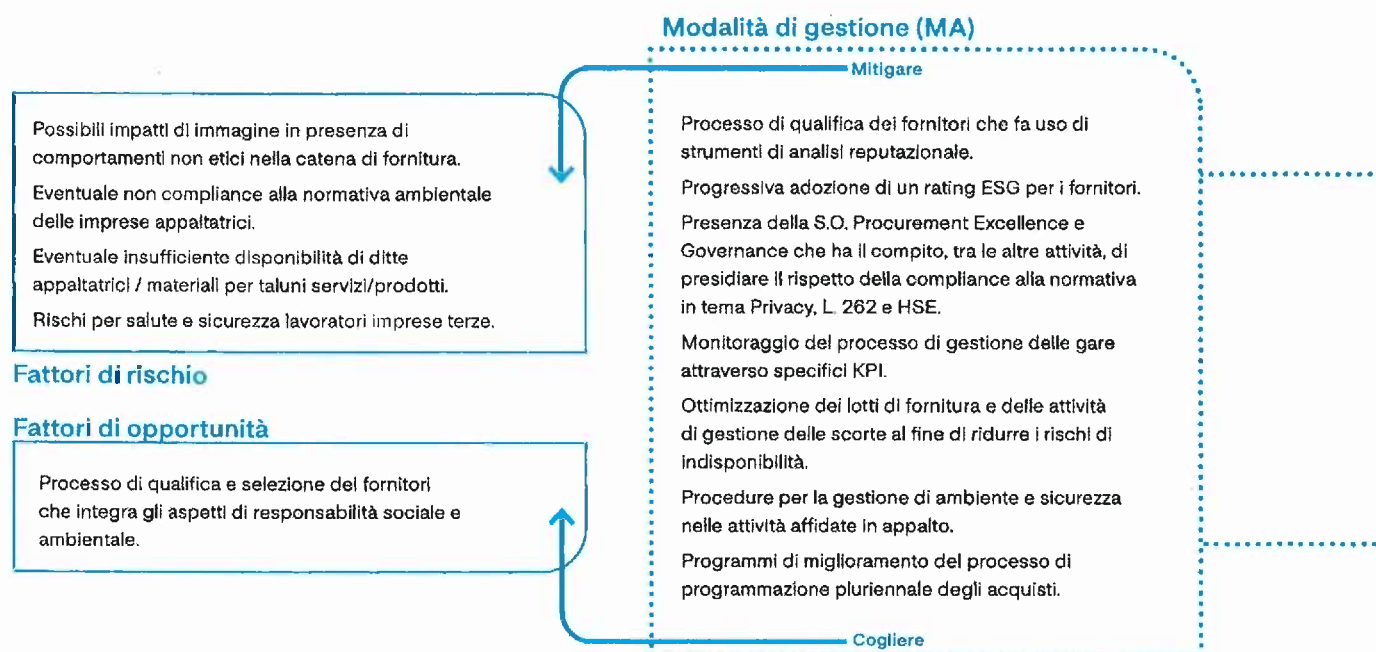 Modalità di gestione (MA)
Mitigare
Possibili impatti di immagine in presenza di
comportamenti non etici nella catena di fornitura.
Eventuale non compliance alla normativa ambientale
delle imprese appaltatrici.
Eventuale insufficiente disponibilità di ditte
appaltatrici / materiali per taluni servizi/prodotti.
Rischi per salute e sicurezza lavoratori imprese terze.
Fattori di rischio
Fattori di opportunità
Processo di qualifica e selezione dei fornitori
che integra gli aspetti di responsabilità sociale e
ambientale.
Processo di qualifica dei fornitori che fa uso di
strumenti di analisi reputazionale.
Progressiva adozione di un rating ESG per i fornitori.
Presenza della S.O. Procurement Excellence e
Governance che ha il compito, tra le altre attività, di
presidiare il rispetto della compliance alla normativa
in tema Privacy, L. 262 e HSE.
Monitoraggio del processo di gestione delle gare
attraverso specifici KPI.
Ottimizzazione dei lotti di fornitura e delle attività
di gestione delle scorte al fine di ridurre i rischi di
indisponibilità.
Procedure per la gestione di ambiente e sicurezza
nelle attività affidate in appalto.
Programmi di miglioramento del processo di
programmazione pluriennale degli acquisti.
Cogliere